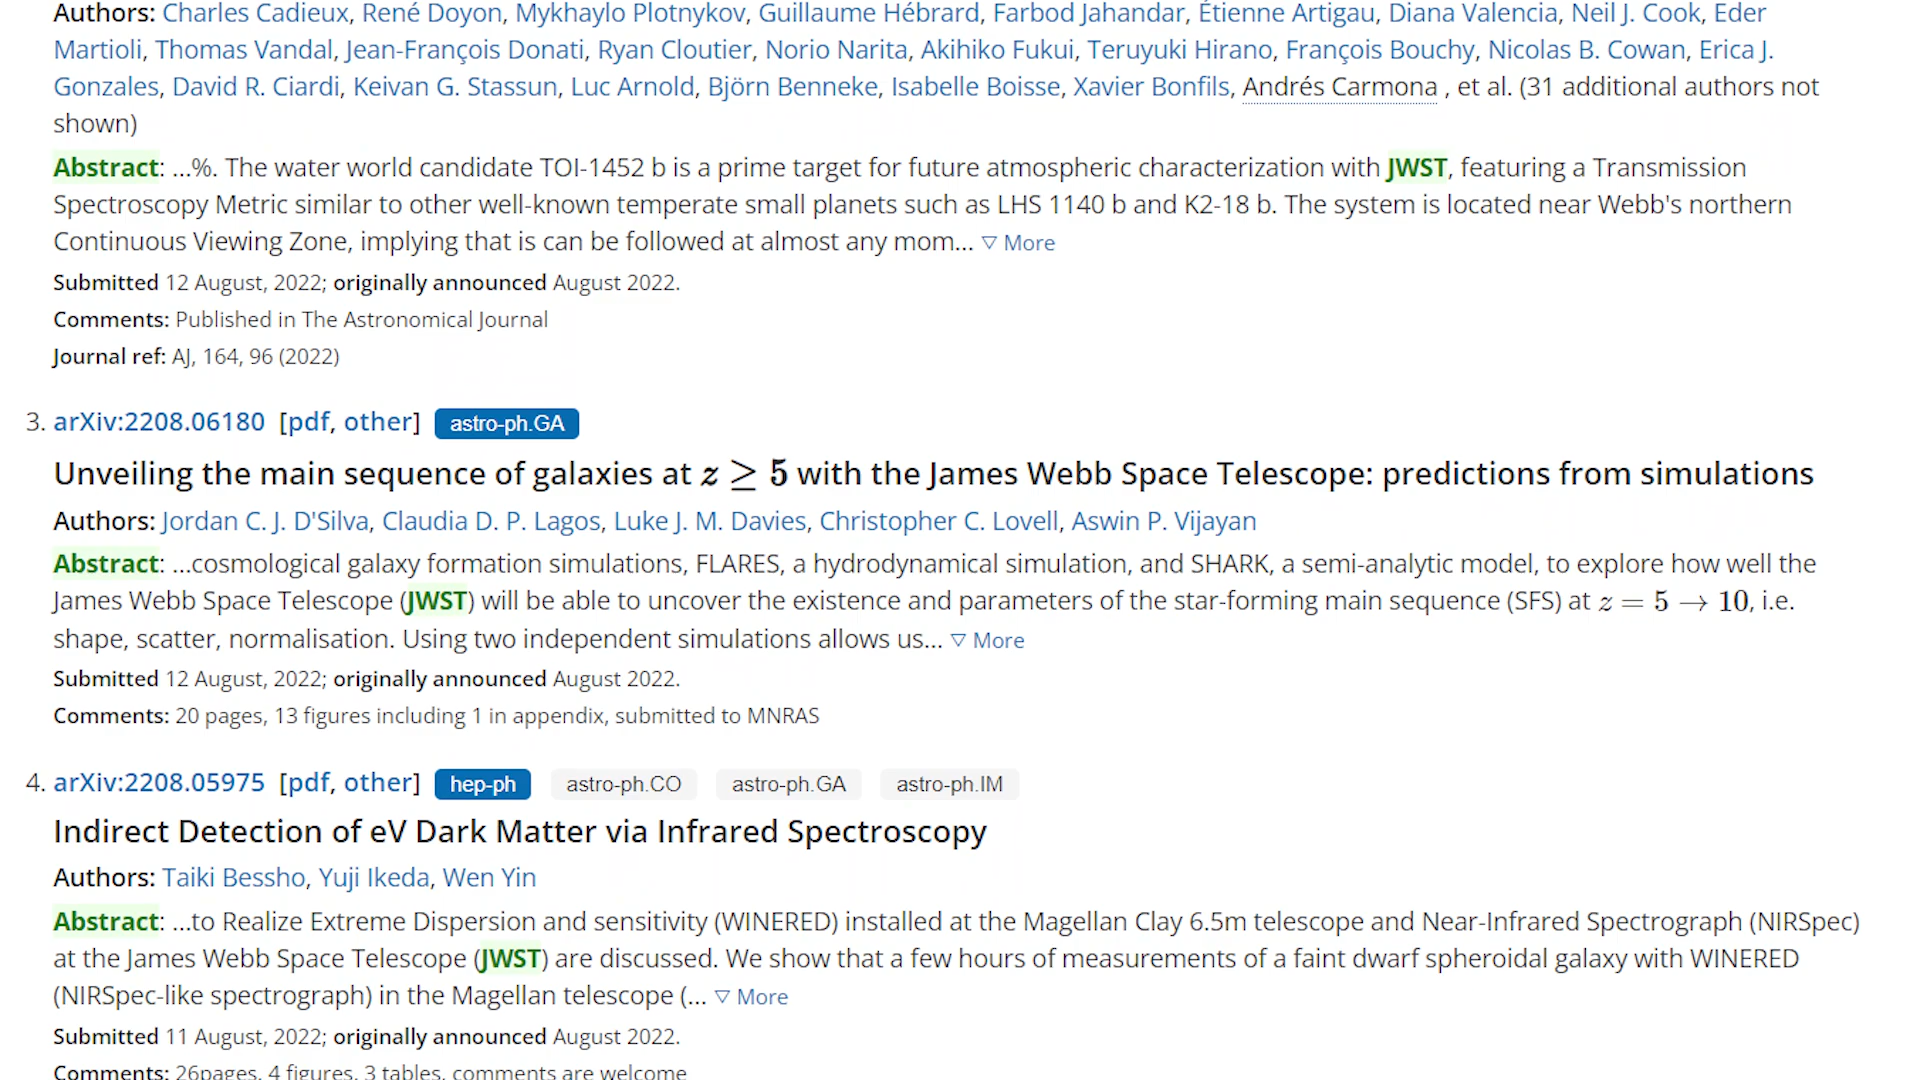 Authors: Charles Cadieux, René Doyon, Mykhaylo Plotnykov, Guillaume Hébrard, Farbod Jahandar, Étienne Artigau, Diana Valencia, Neil J. Cook, Eder
Martioli, Thomas Vandal, Jean-François Donati, Ryan Cloutier, Norio Narita, Akihiko Fukui, Teruyuki Hirano, François Bouchy, Nicolas B. Cowan, Erica J.
Gonzales, David R. Ciardi, Keivan G. Stassun, Luc Arnold, Björn Benneke, Isabelle Boisse, Xavier Bonfils, Andrés Carmona , et al. (31 additional authors not
shown)
Abstract: ...%. The water world candidate TOI-1452 b is a prime target for future atmospheric characterization with JWST, featuring a Transmission
Spectroscopy Metric similar to other well-known temperate small planets such as LHS 1140 b and K2-18 b. The system is located near Webb's northern
Continuous Viewing Zone, implying that is can be followed at almost any mom... ▽ More
Submitted 12 August, 2022; originally announced August 2022.
Comments: Published in The Astronomical Journal
Journal ref: AJ, 164, 96 (2022)
3. arXiv:2208.06180 [pdf, other] astro-ph.GA
Unveiling the main sequence of galaxies at z ≥ 5 with the James Webb Space Telescope: predictions from simulations
Authors: Jordan C. J. D'Silva, Claudia D. P. Lagos, Luke J. M. Davies, Christopher C. Lovell, Aswin P. Vijayan
Abstract: ...cosmological galaxy formation simulations, FLARES, a hydrodynamical simulation, and SHARK, a semi-analytic model, to explore how well the
James Webb Space Telescope (JWST) will be able to uncover the existence and parameters of the star-forming main sequence (SFS) at z = 5 → 10, i.e.
shape, scatter, normalisation. Using two independent simulations allows us... ▽ More
Submitted 12 August, 2022; originally announced August 2022.
Comments: 20 pages, 13 figures including 1 in appendix, submitted to MNRAS
4. arXiv:2208.05975 [pdf, other] hep-ph astro-ph.CO astro-ph.GA astro-ph.IM
Indirect Detection of eV Dark Matter via Infrared Spectroscopy
Authors: Taiki Bessho, Yuji Ikeda, Wen Yin
Abstract: ...to Realize Extreme Dispersion and sensitivity (WINERED) installed at the Magellan Clay 6.5m telescope and Near-Infrared Spectrograph (NIRSpec)
at the James Webb Space Telescope (JWST) are discussed. We show that a few hours of measurements of a faint dwarf spheroidal galaxy with WINERED
(NIRSpec-like spectrograph) in the Magellan telescope (... ▽ More
Submitted 11 August, 2022; originally announced August 2022.
Comments: 26pages, 4 figures, 3 tables, comments are welcome